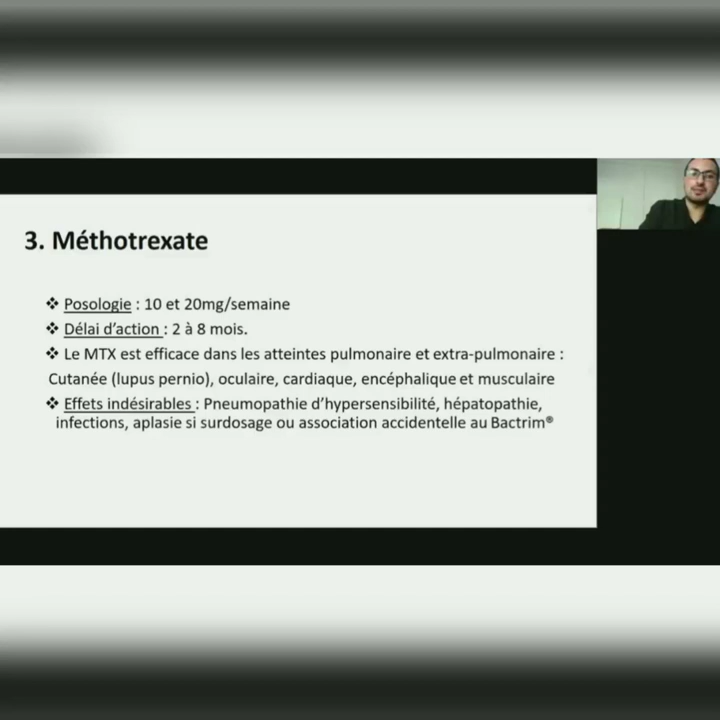 3. Méthotrexate
❖ Posologie : 10 et 20mg/semaine
❖ Délai d'action : 2 à 8 mois.
❖ Le MTX est efficace dans les atteintes pulmonaire et extra-pulmonaire :
Cutanée (lupus pernio), oculaire, cardiaque, encéphalique et musculaire
❖ Effets indésirables : Pneumopathie d'hypersensibilité, hépatopathie,
infections, aplasie si surdosage ou association accidentelle au Bactrim®